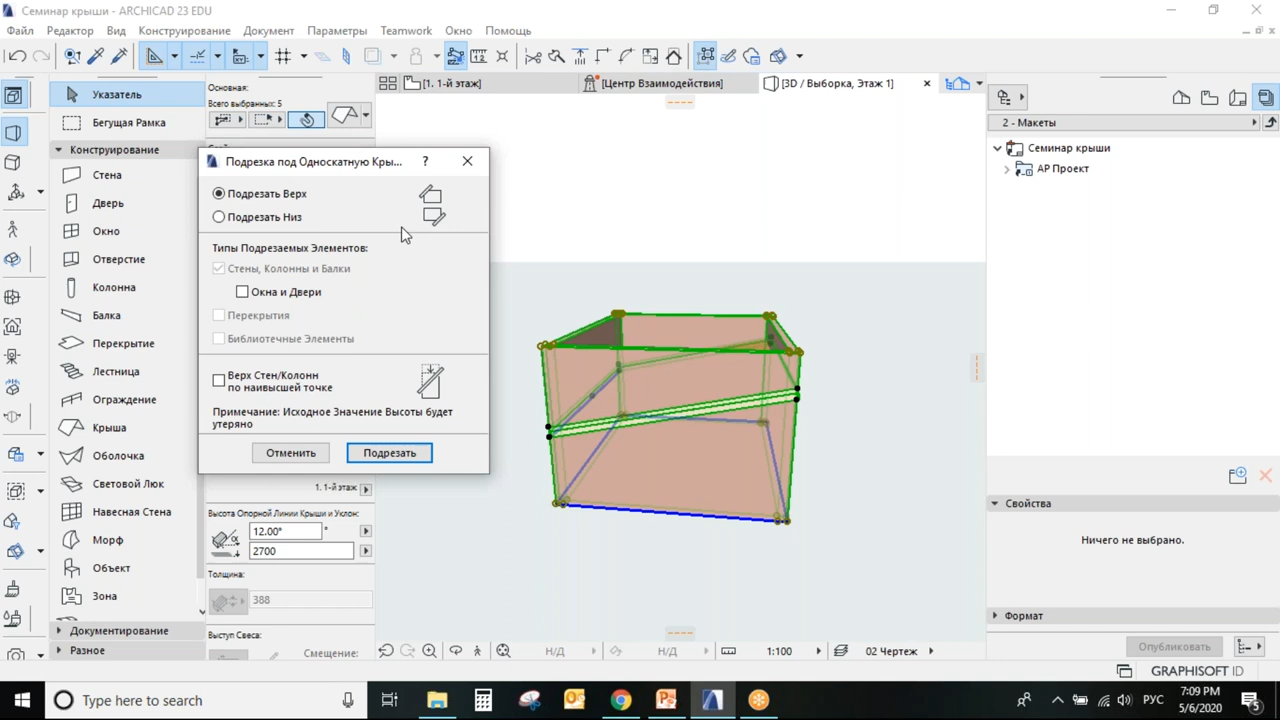 Семинар крыши - ARCHICAD 23 EDU
Файл Редактор Вид Конструирование Документ Параметры Teamwork Окно Помощь
Указатель
Бегущая Рамка
Конструирование
Стена
Дверь
Окно
Отверстие
Колонна
Балка
Перекрытие
Лестница
Ограждение
Крыша
Оболочка
Световой Люк
Навесная Стена
Морф
Объект
Зона
Документирование
Разное
Основная:
Всего выбранных: 5
[1. 1-й этаж]
[Центр Взаимодействия]
[3D / Выборка, Этаж 1]
Подрезка под Односкатную Кры...
?
Подрезать Верх
Подрезать Низ
Типы Подрезаемых Элементов:
Стены, Колонны и Балки
Окна и Двери
Перекрытия
Библиотечные Элементы
Верх Стен/Колонн
по наивысшей точке
Примечание: Исходное Значение Высоты будет
утеряно
Отменить
Подрезать
1. 1-й этаж
Высота Опорной Линии Крыши и Уклон:
12.00° °
2700
Толщина:
388
Выступ Свеса:
Смещение:
Н/Д
Н/Д
1:100
02 Чертеж
2 - Макеты
Семинар крыши
АР Проект
Свойства
Ничего не выбрано.
Формат
Опубликовать
GRAPHISOFT ID
Type here to search
РУС
7:09 PM
5/6/2020
5